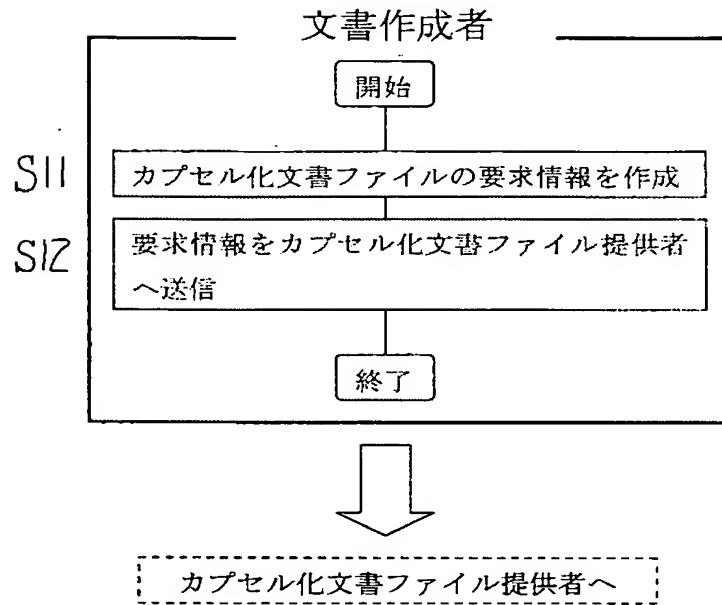 文書作成者
開始
S11
カプセル化文書ファイルの要求情報を作成
S12
要求情報をカプセル化文書ファイル提供者
へ送信
終了
カプセル化文書ファイル提供者へ